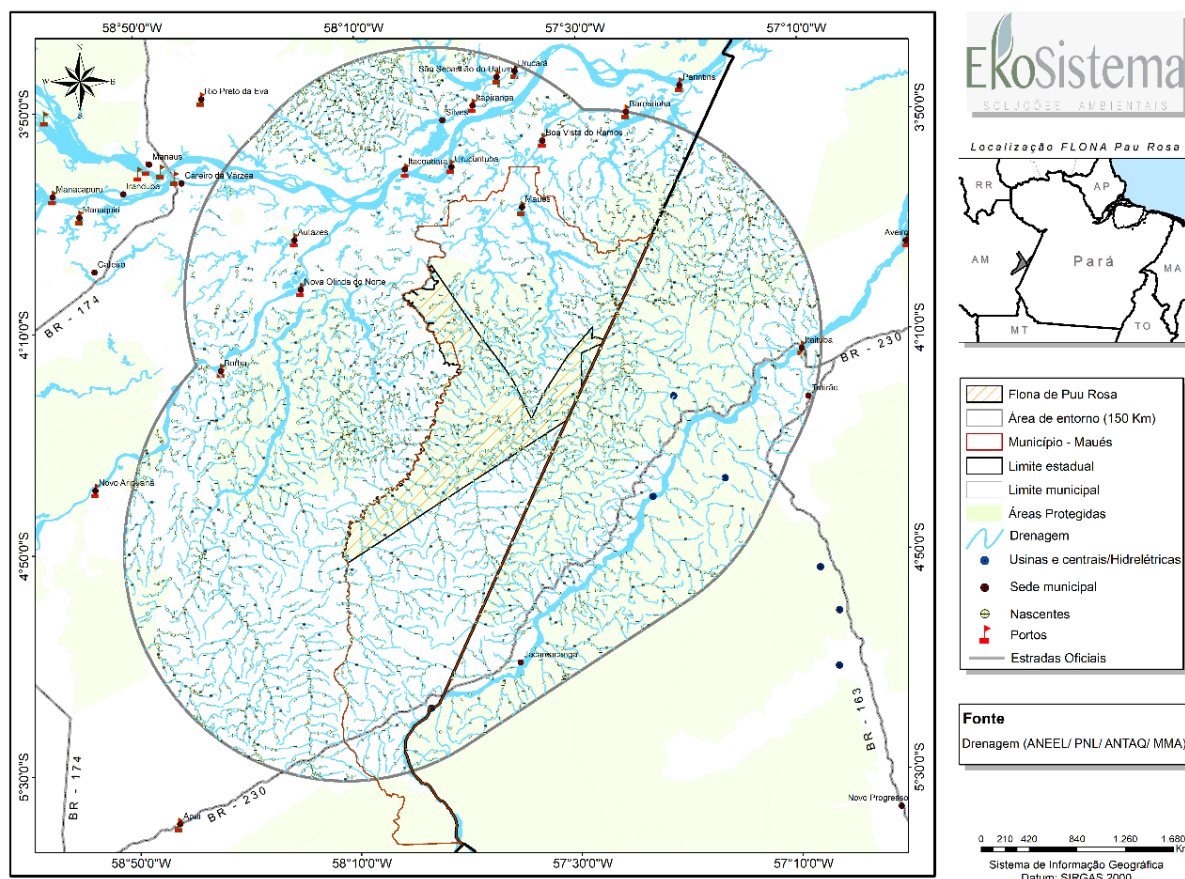 58°50'0"W
58°10'0"W
57°30'0"W
57°10'0"W
3°50'0"S
4°10'0"S
4°50'0"S
5°30'0"S
3°50'0"S
4°10'0"S
4°50'0"S
5°30'0"S
58°50'0"W
58°10'0"W
57°30'0"W
57°10'0"W
N
W
S
Rio Preto da Eva
São Sebastião do Uatumã
Urucará
Itapiranga
Silves
Parintins
Barreirinha
Boa Vista do Ramos
Manaus
Iranduba
Careiro da Várzea
Manacapuru
Manaquiri
Itacoatiara
Urucurituba
Maués
Autazes
Careiro
Nova Olinda do Norte
Aveiro
BR - 174
Borba
Itaituba
BR - 230
Trairão
Novo Aripuanã
Jacareacanga
BR - 163
BR - 174
BR - 230
Apuí
Novo Progresso
EkoSistema
SOLUÇÕES AMBIENTAIS
Localização FLONA Pau Rosa
RR
AP
AM
Pará
MA
MT
TO
Flona de Puu Rosa
Área de entorno (150 Km)
Município - Maués
Limite estadual
Limite municipal
Áreas Protegidas
Drenagem
Usinas e centrais/Hidrelétricas
Sede municipal
Nascentes
Portos
Estradas Oficiais
Fonte
Drenagem (ANEEL/ PNL/ ANTAQ/ MMA)
0 210 420 840 1.260 1.680
Km
Sistema de Informação Geográfica
Datum: SIRGAS 2000